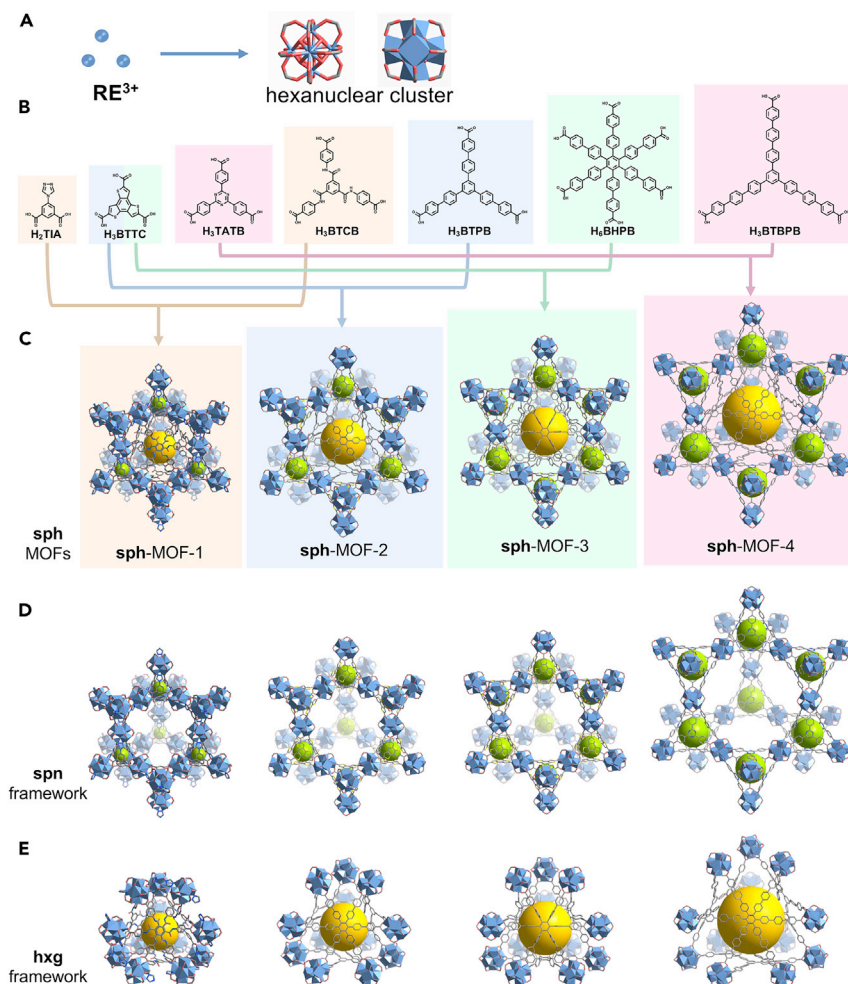 A
RE3+
hexanuclear cluster
B
H2TIA
H3BTTC
H3TATB
H3BTCB
H3BTPB
H6BHPB
H3BTBPB
C
sph
MOFs
sph-MOF-1
sph-MOF-2
sph-MOF-3
sph-MOF-4
D
spn
framework
E
hxg
framework